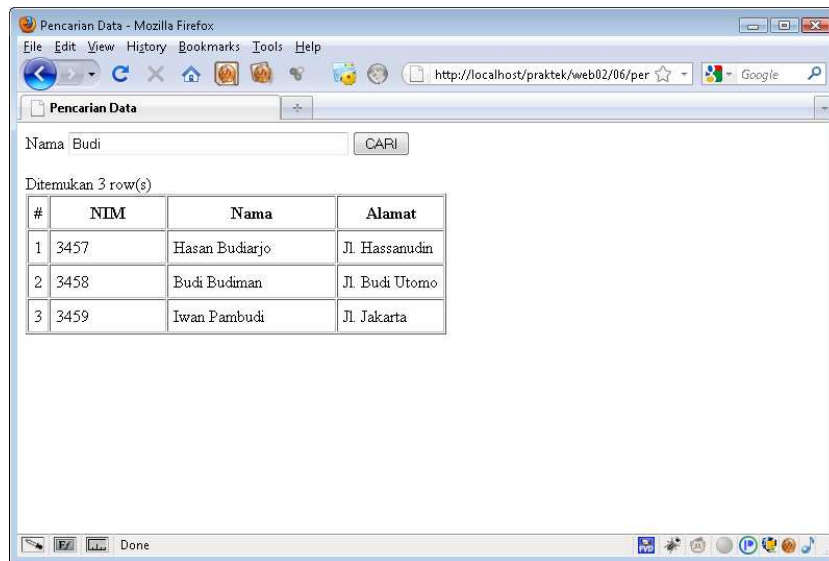 Pencarian Data - Mozilla Firefox
File Edit View History Bookmarks Tools Help
http://localhost/praktek/web02/06/per Google
Pencarian Data
Nama Budi CARI
Ditemukan 3 row(s)
# NIM Nama Alamat
1 3457 Hasan Budiarjo Jl. Hassanudin
2 3458 Budi Budiman Jl. Budi Utomo
3 3459 Iwan Pambudi Jl. Jakarta
Done